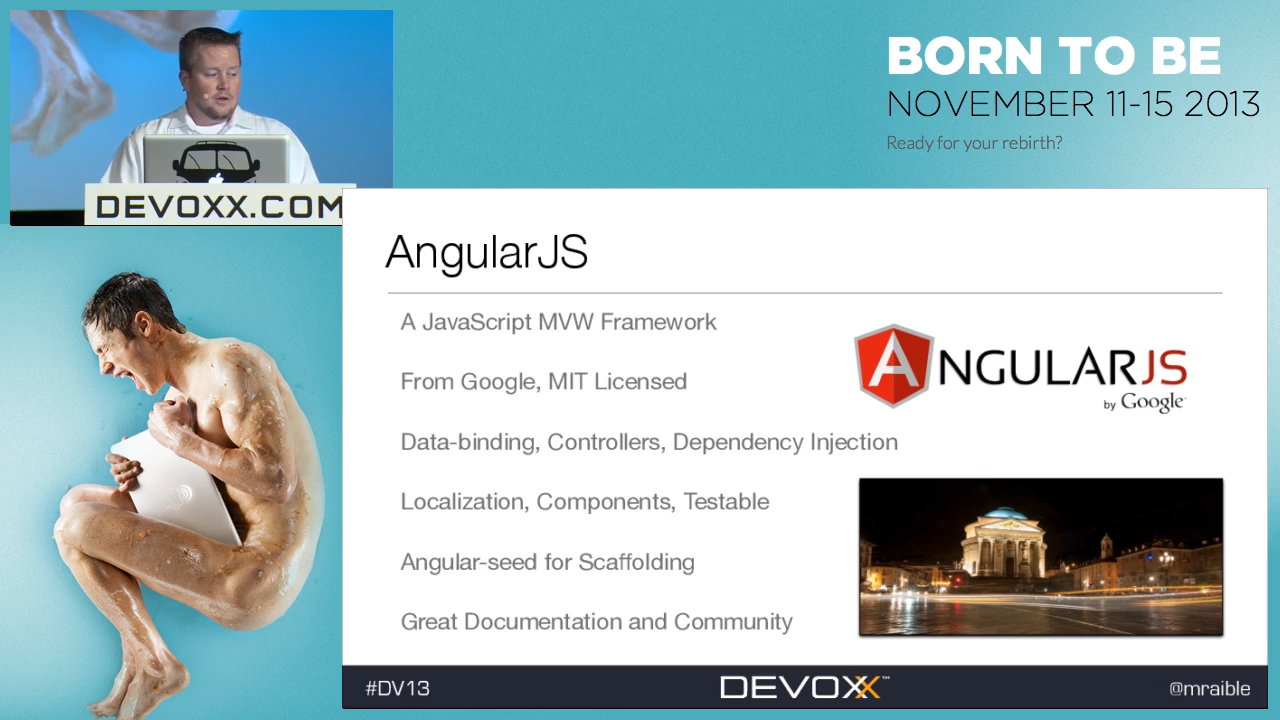 BORN TO BE
NOVEMBER 11-15 2013
Ready for your rebirth?
DEVOXX.COM
AngularJS
A JavaScript MVW Framework
From Google, MIT Licensed
Data-binding, Controllers, Dependency Injection
Localization, Components, Testable
Angular-seed for Scaffolding
Great Documentation and Community
ANGULARJS
by Google
#DV13
DEVOXX™
@mraible